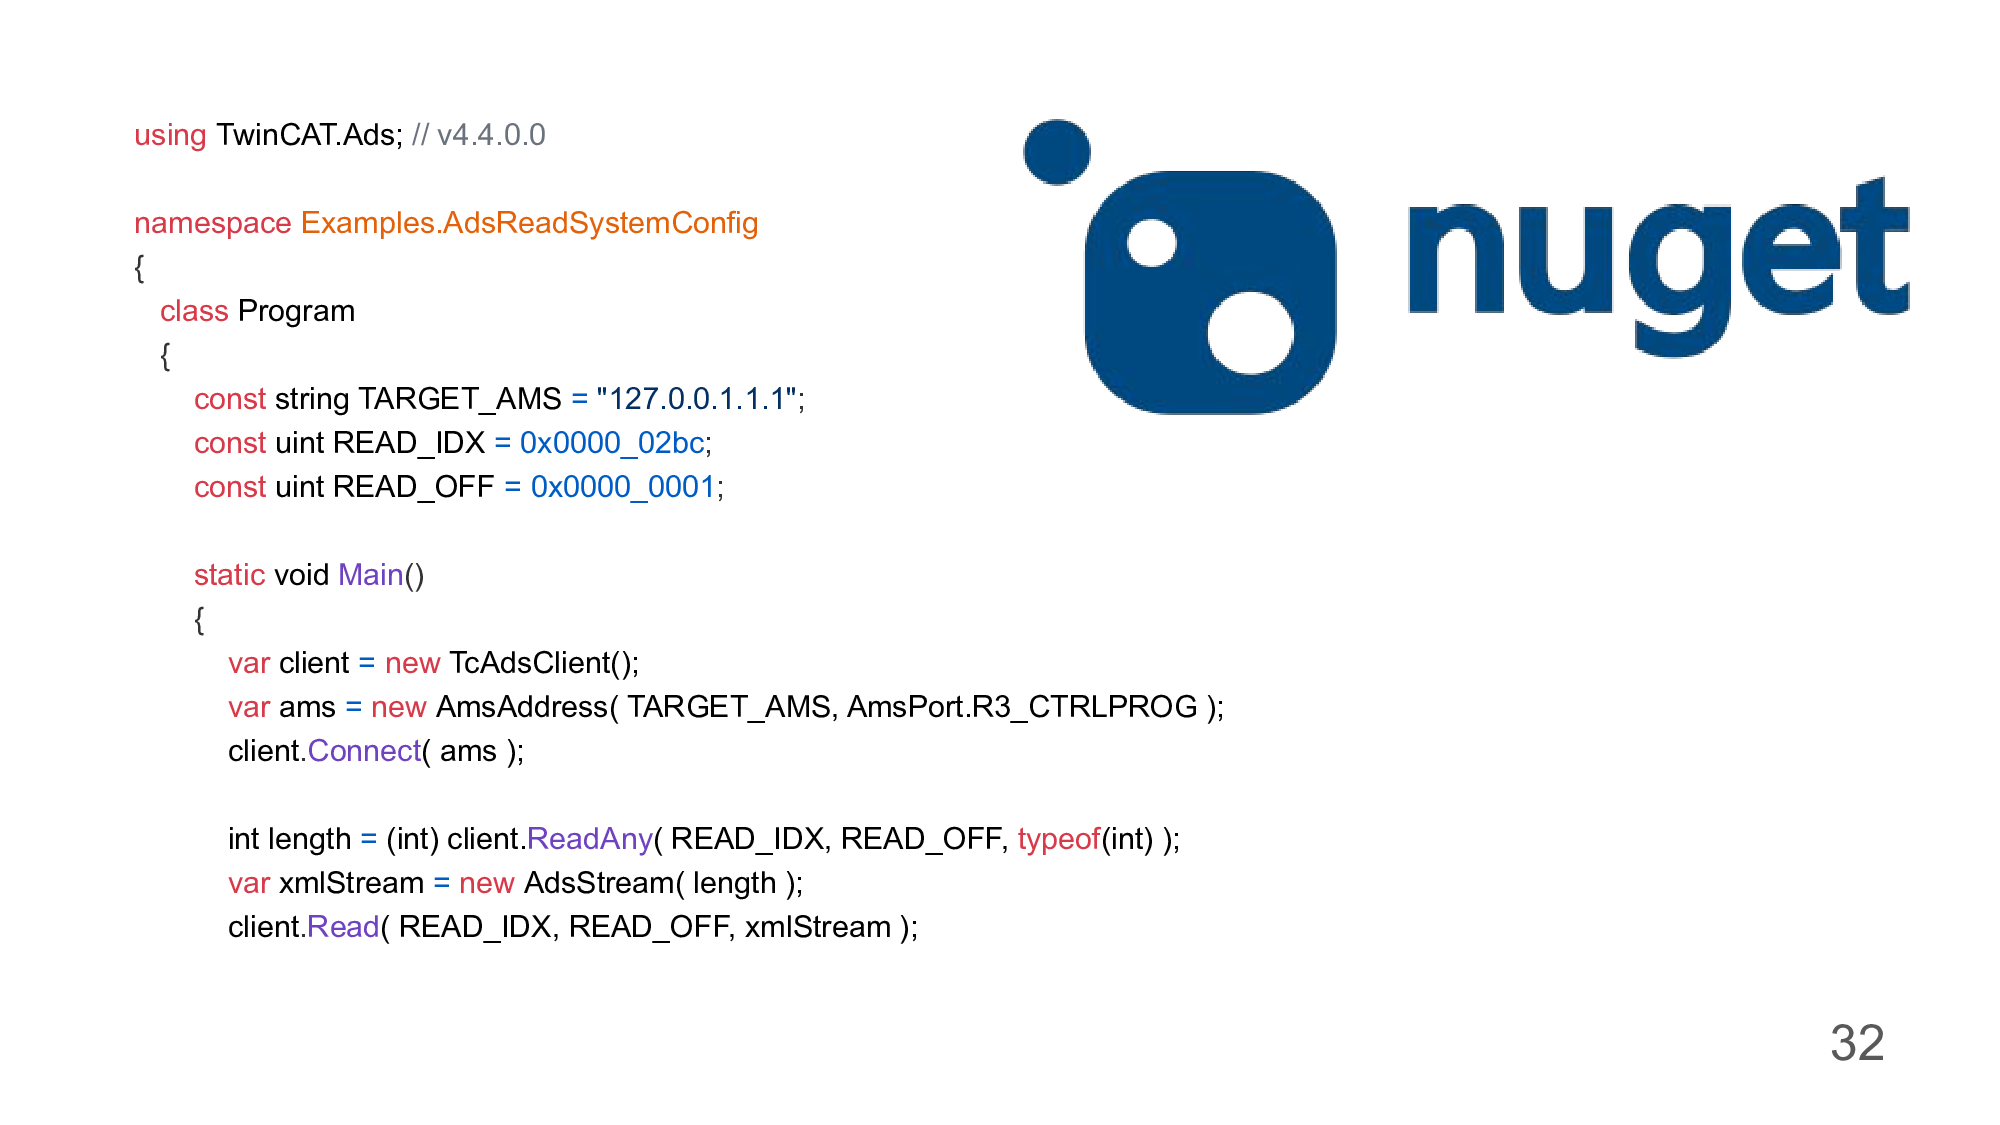 using TwinCAT.Ads; // v4.4.0.0
namespace Examples.AdsReadSystemConfig
{
class Program
{
const string TARGET_AMS = "127.0.0.1.1.1";
const uint READ_IDX = 0x0000_02bc;
const uint READ_OFF = 0x0000_0001;
static void Main()
{
var client = new TcAdsClient();
var ams = new AmsAddress( TARGET_AMS, AmsPort.R3_CTRLPROG );
client.Connect( ams );
int length = (int) client.ReadAny( READ_IDX, READ_OFF, typeof(int) );
var xmlStream = new AdsStream( length );
client.Read( READ_IDX, READ_OFF, xmlStream );
nuget
32